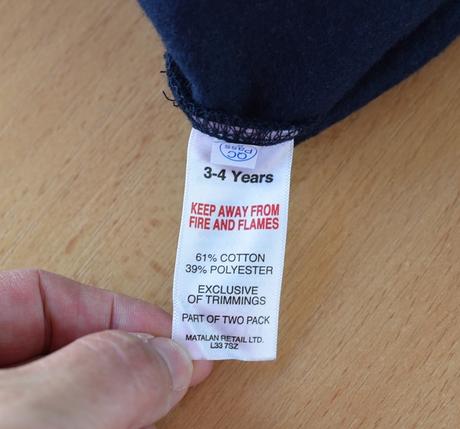 QC
Pass
3-4 Years
KEEP AWAY FROM
FIRE AND FLAMES
61% COTTON
39% POLYESTER
EXCLUSIVE
OF TRIMMINGS
PART OF TWO PACK
MATALAN RETAIL LTD.
L33 7SZ